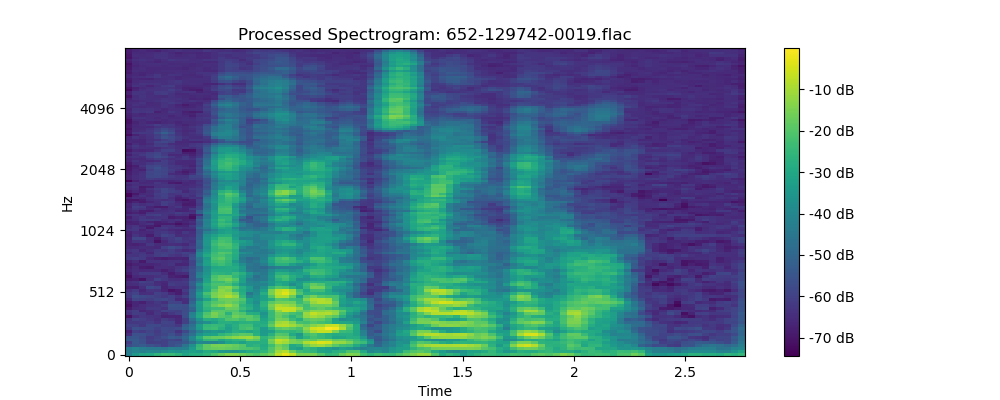 Processed Spectrogram: 652-129742-0019.flac
Hz
4096
2048
1024
512
0
0
0.5
1
1.5
2
2.5
Time
-10 dB
-20 dB
-30 dB
-40 dB
-50 dB
-60 dB
-70 dB